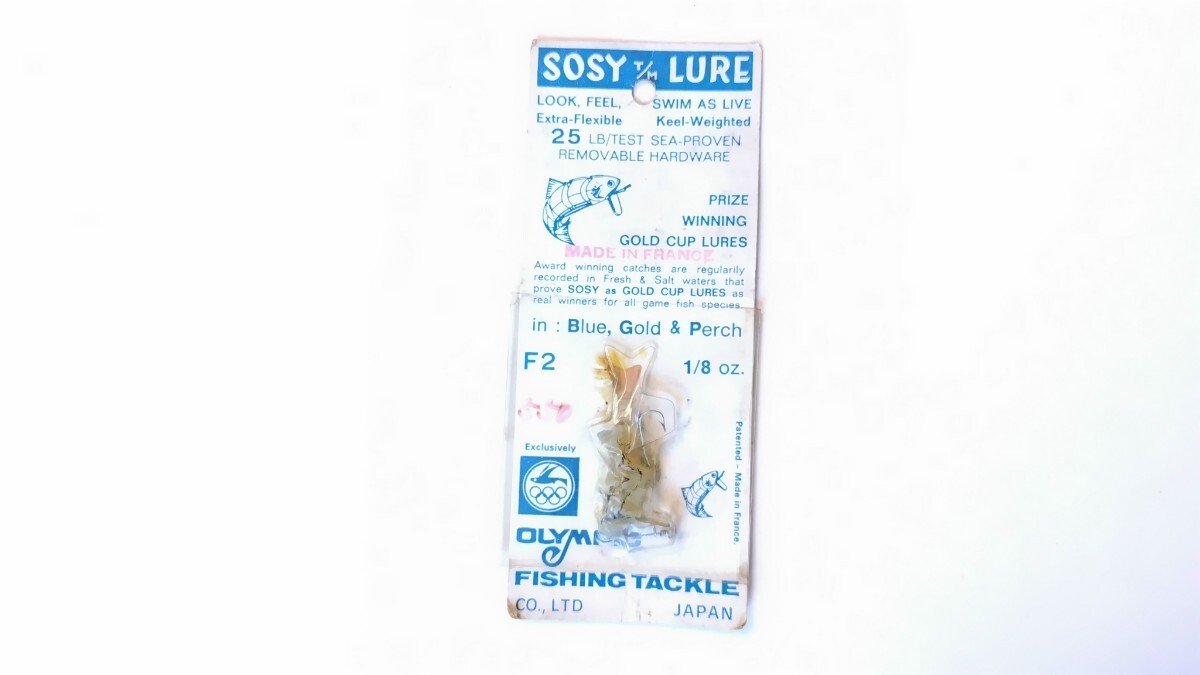 SOSY T/M LURE
LOOK, FEEL, SWIM AS LIVE
Extra-Flexible Keel-Weighted
25 LB/TEST SEA-PROVEN
REMOVABLE HARDWARE
PRIZE
WINNING
GOLD CUP LURES
MADE IN FRANCE
Award winning catches are regularily
recorded in Fresh & Salt waters that
prove SOSY as GOLD CUP LURES as
real winners for all game fish species.
in : Blue, Gold & Perch
F2 1/8 oz.
Exclusively
Patented - Made in France.
FISHING TACKLE
CO., LTD JAPAN